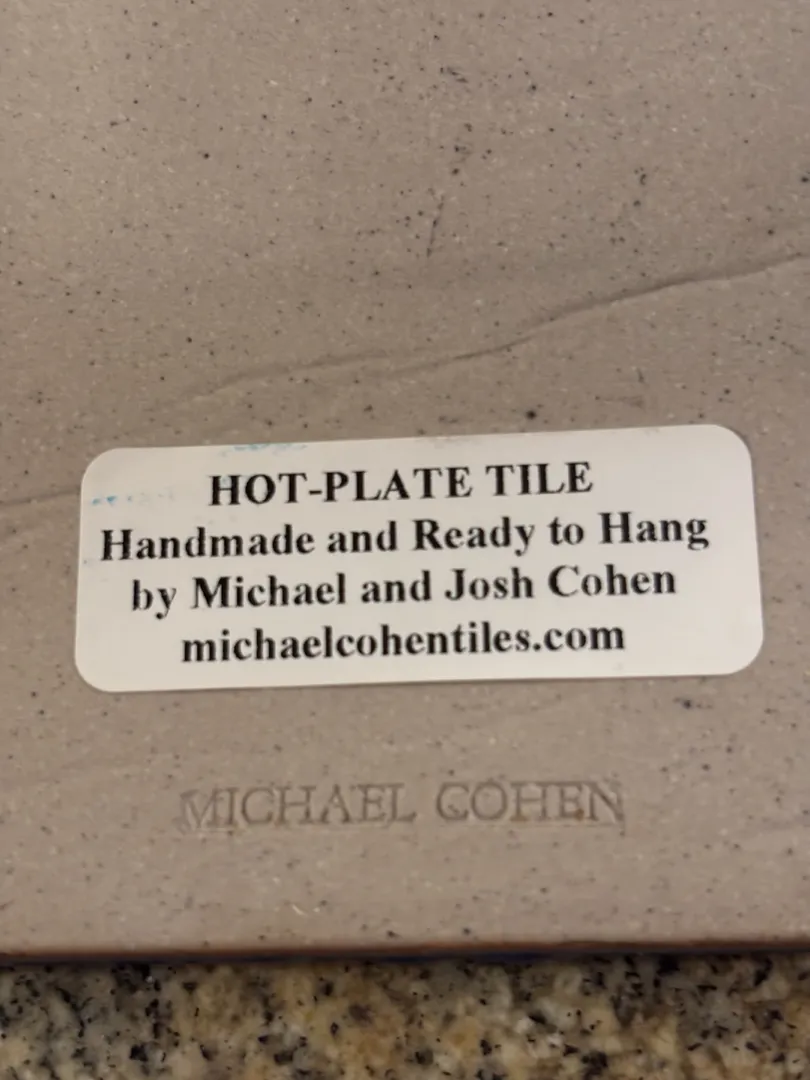 HOT-PLATE TILE
Handmade and Ready to Hang
by Michael and Josh Cohen
michaelcohentiles.com
MICHAEL COHEN